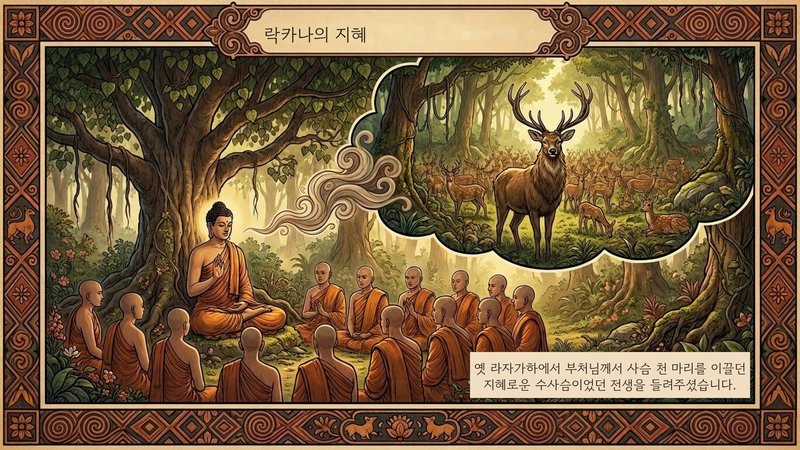 락카나의 지혜
옛 라자가하에서 부처님께서 사슴 천 마리를 이끌던
지혜로운 수사슴이었던 전생을 들려주셨습니다.